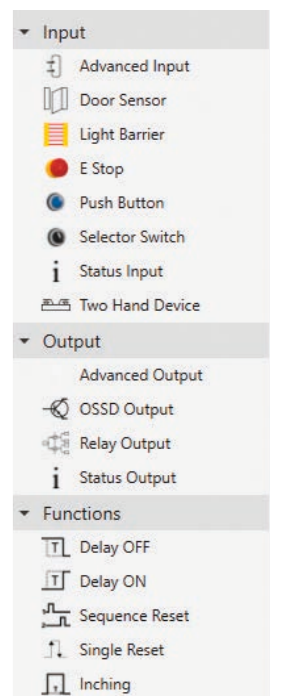 Input
Advanced Input
Door Sensor
Light Barrier
E Stop
Push Button
Selector Switch
i Status Input
Two Hand Device
Output
Advanced Output
OSSD Output
Relay Output
i Status Output
Functions
T Delay OFF
T Delay ON
Sequence Reset
Single Reset
Inching